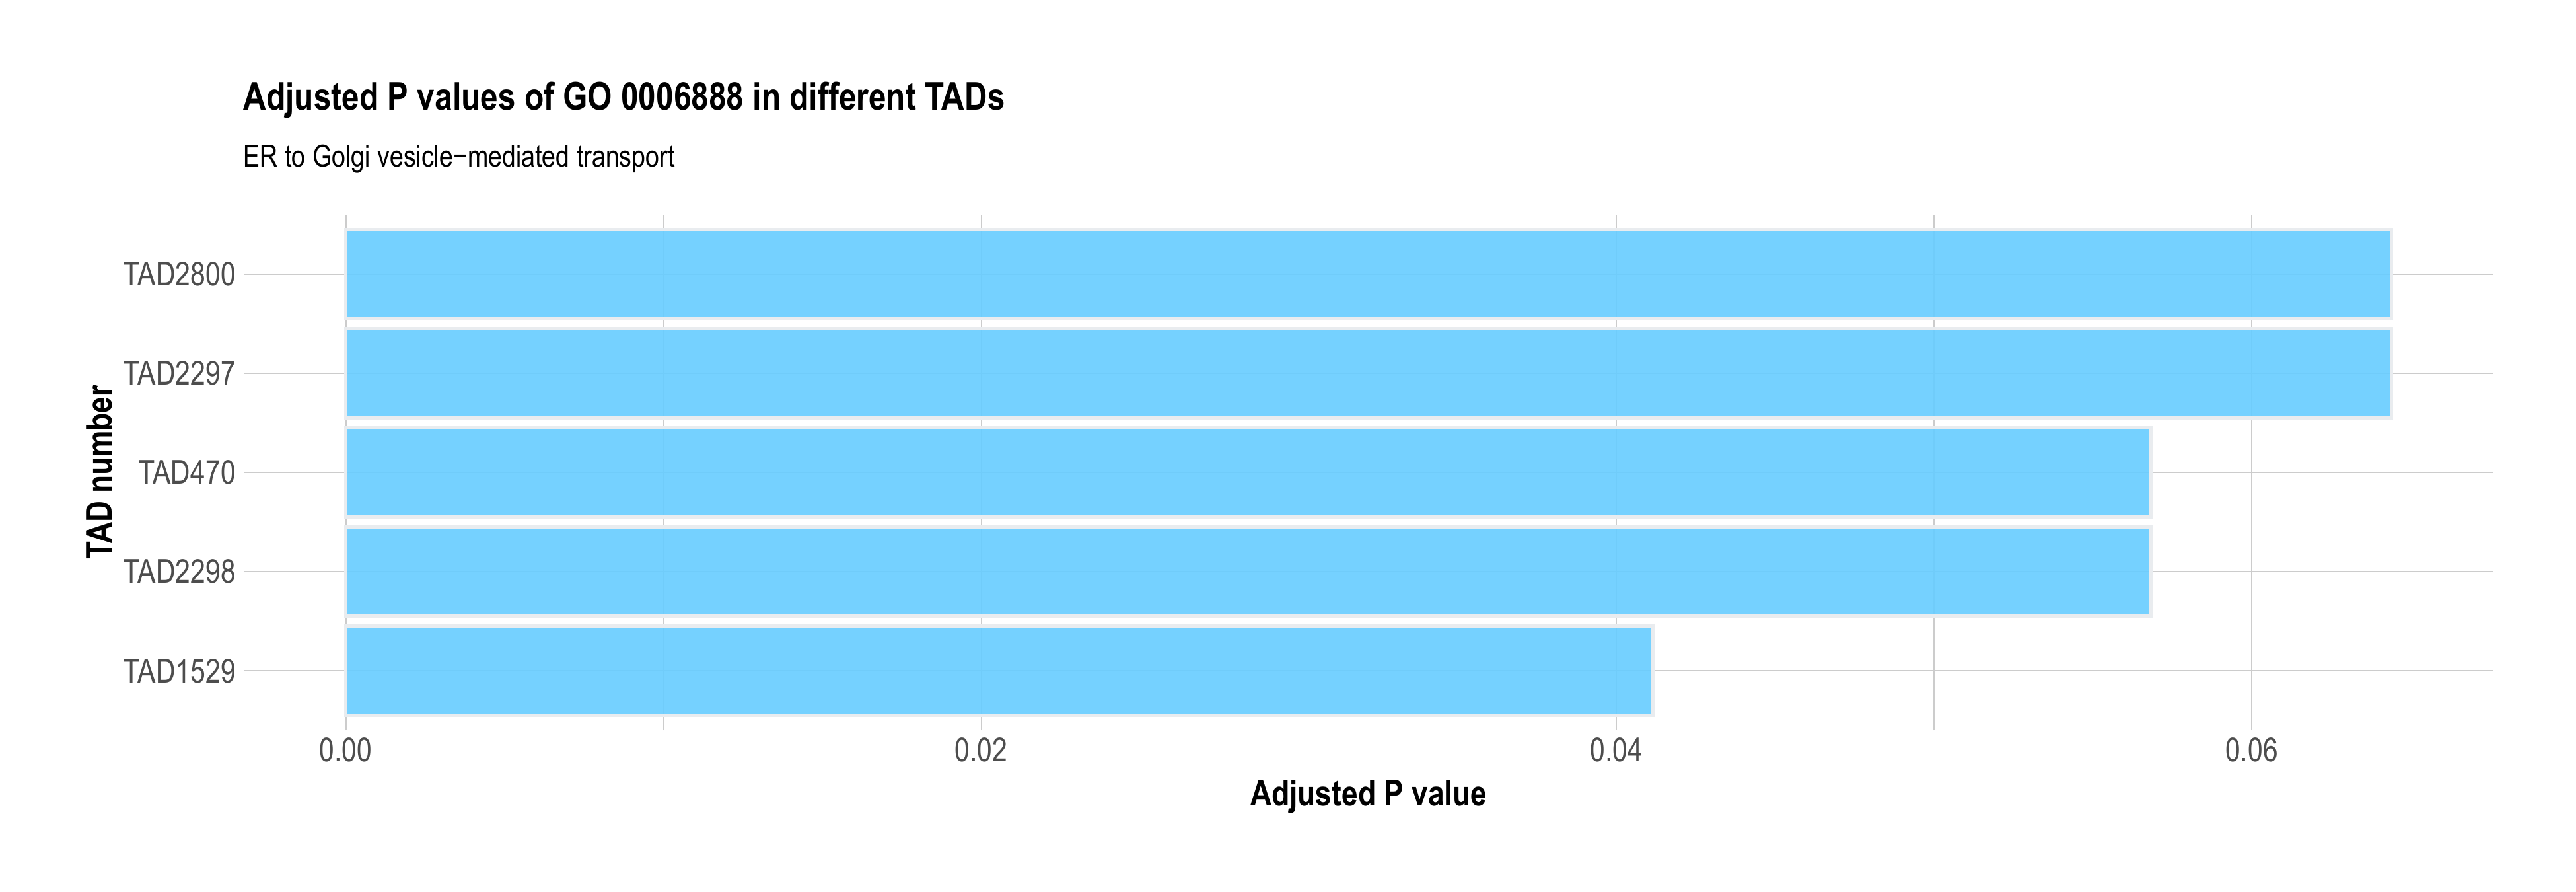 Adjusted P values of GO 0006888 in different TADs
ER to Golgi vesicle−mediated transport
TAD number
TAD2800
TAD2297
TAD470
TAD2298
TAD1529
0.00 0.02 0.04 0.06
Adjusted P value